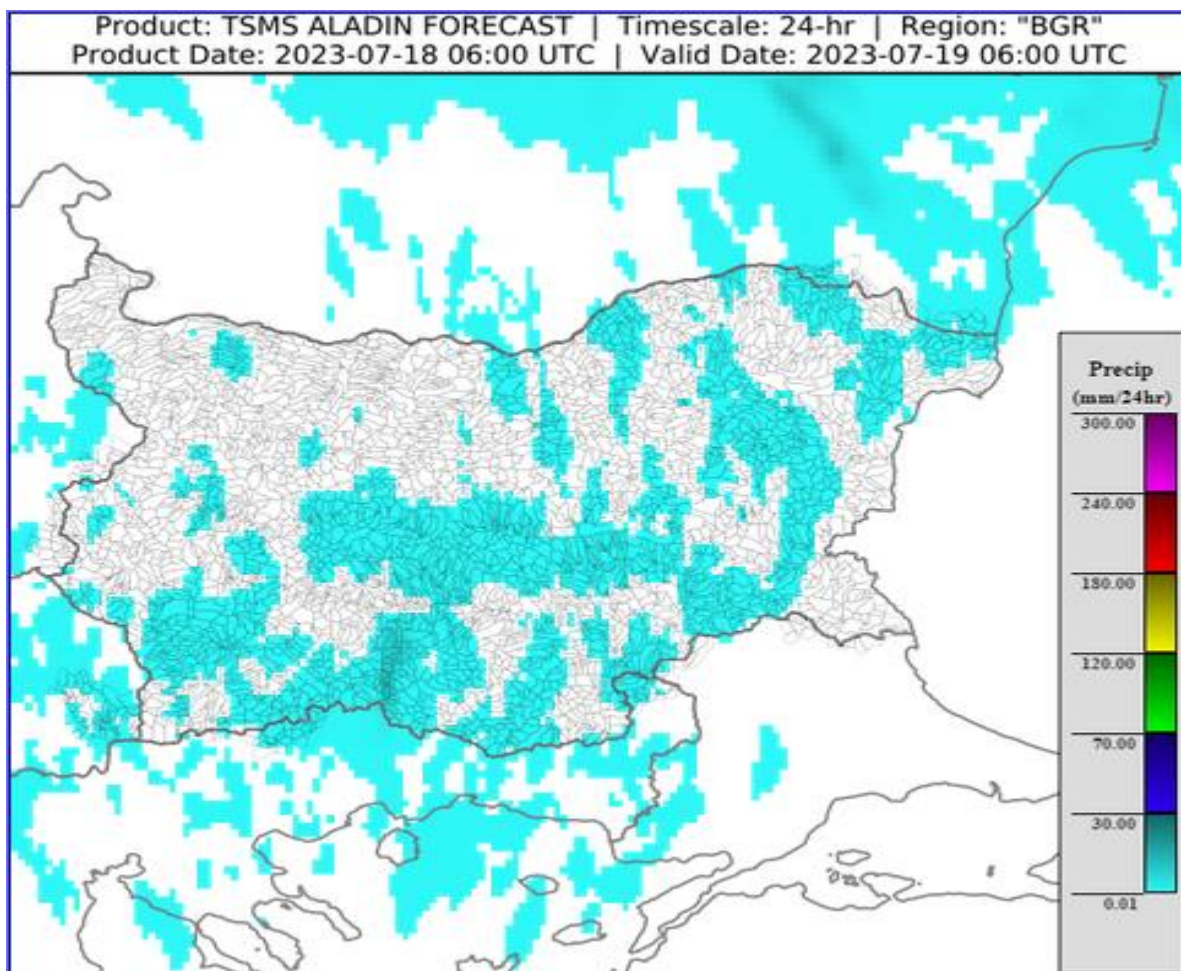 Product: TSMS ALADIN FORECAST | Timescale: 24-hr | Region: "BGR"
Product Date: 2023-07-18 06:00 UTC | Valid Date: 2023-07-19 06:00 UTC
Precip
(mm/24hr)
300.00
240.00
180.00
120.00
70.00
30.00
0.01